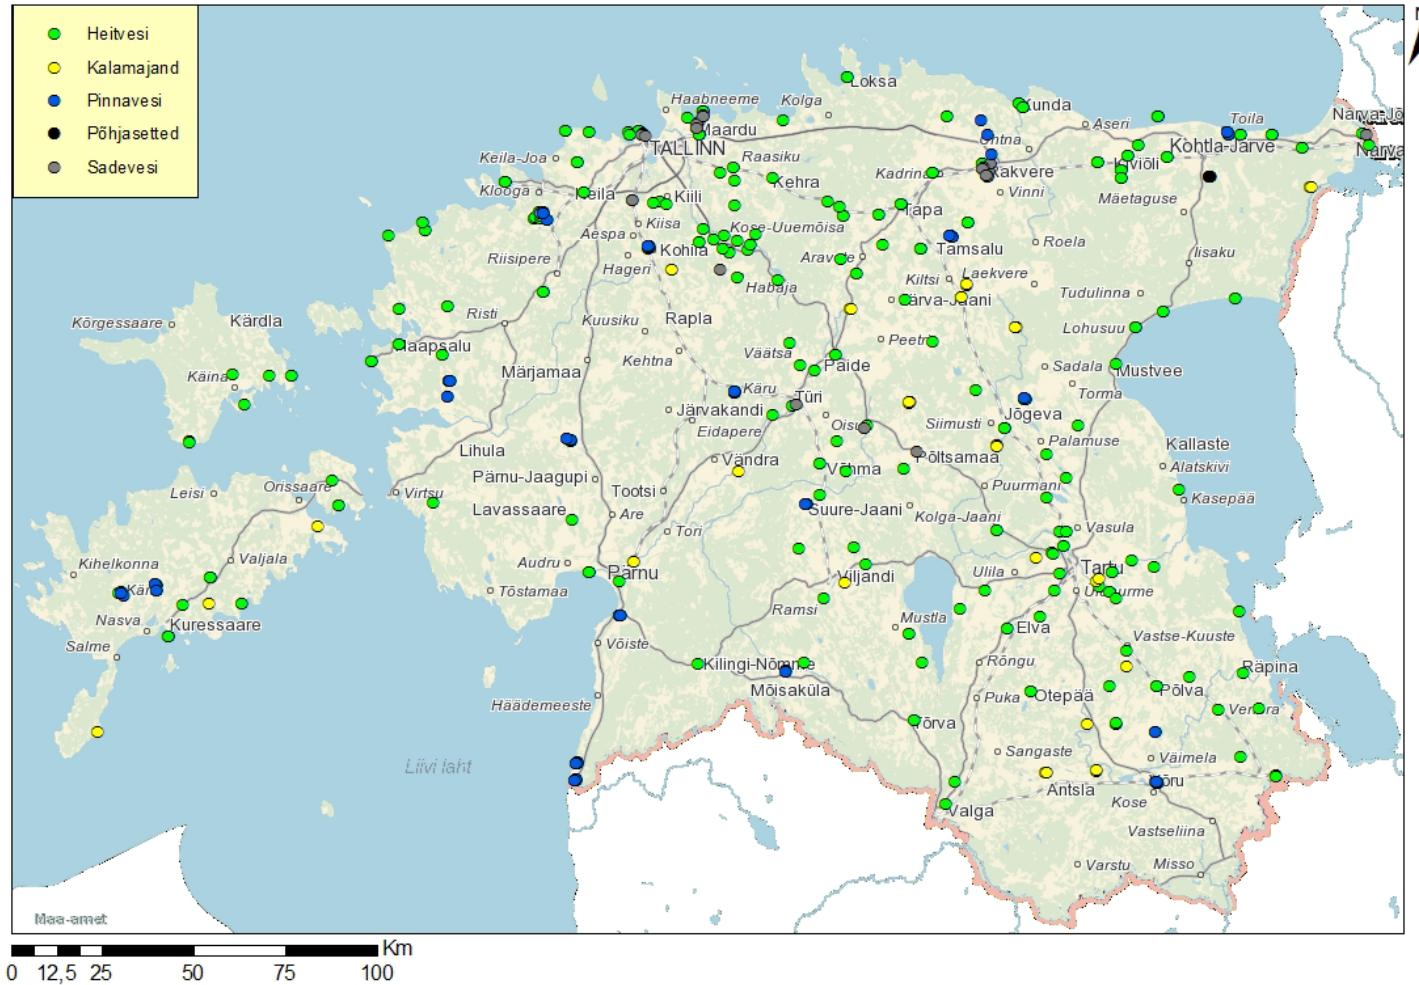 Heitvesi
Kalamajand
Pinnavesi
Põhjasetted
Sadevesi
Loksa
Haabneeme
Kolga
Kunda
Aseri
Toila
Narva-Jõ
Maardu
TALLINN
Uhtna
Kohtla-Järve
Narva
Keila-Joa
Raasiku
Kiviõli
Klooga
Keila
Kiili
Kehra
Kadrina
Rakvere
Vinni
Mäetaguse
Kiisa
Kose-Uuemõisa
Tapa
Aespa
Kohila
Tamsalu
Roela
Riisipere
Hageri
Aravete
Iisaku
Habaja
Kiltsi
Laekvere
Tudulinna
Kõrgessaare
Kärdla
Risti
Kuusiku
Rapla
Järva-Jaani
Lohusuu
Haapsalu
Kehtna
Väätsa
Peetri
Paide
Sadala
Mustvee
Käina
Märjamaa
Käru
Türi
Torma
Järvakandi
Eidapere
Oisu
Siimusti
Jõgeva
Palamuse
Kallaste
Lihula
Vändra
Võhma
Põltsamaa
Alatskivi
Leisi
Orissaare
Virtsu
Pärnu-Jaagupi
Tootsi
Puurmani
Kasepää
Lavassaare
Are
Suure-Jaani
Kolga-Jaani
Tori
Vasula
Kihelkonna
Valjala
Audru
Pärnu
Viljandi
Ulila
Tartu
Kärla
Tõstamaa
Ülenurme
Nasva
Kuressaare
Ramsi
Mustla
Elva
Vastse-Kuuste
Salme
Võiste
Kilingi-Nõmme
Rõngu
Räpina
Häädemeeste
Mõisaküla
Puka
Otepää
Põlva
Veriora
Tõrva
Liivi laht
Sangaste
Väimela
Antsla
Võru
Kose
Valga
Vastseliina
Varstu
Misso
Maa-amet
Km
0 12,5 25 50 75 100